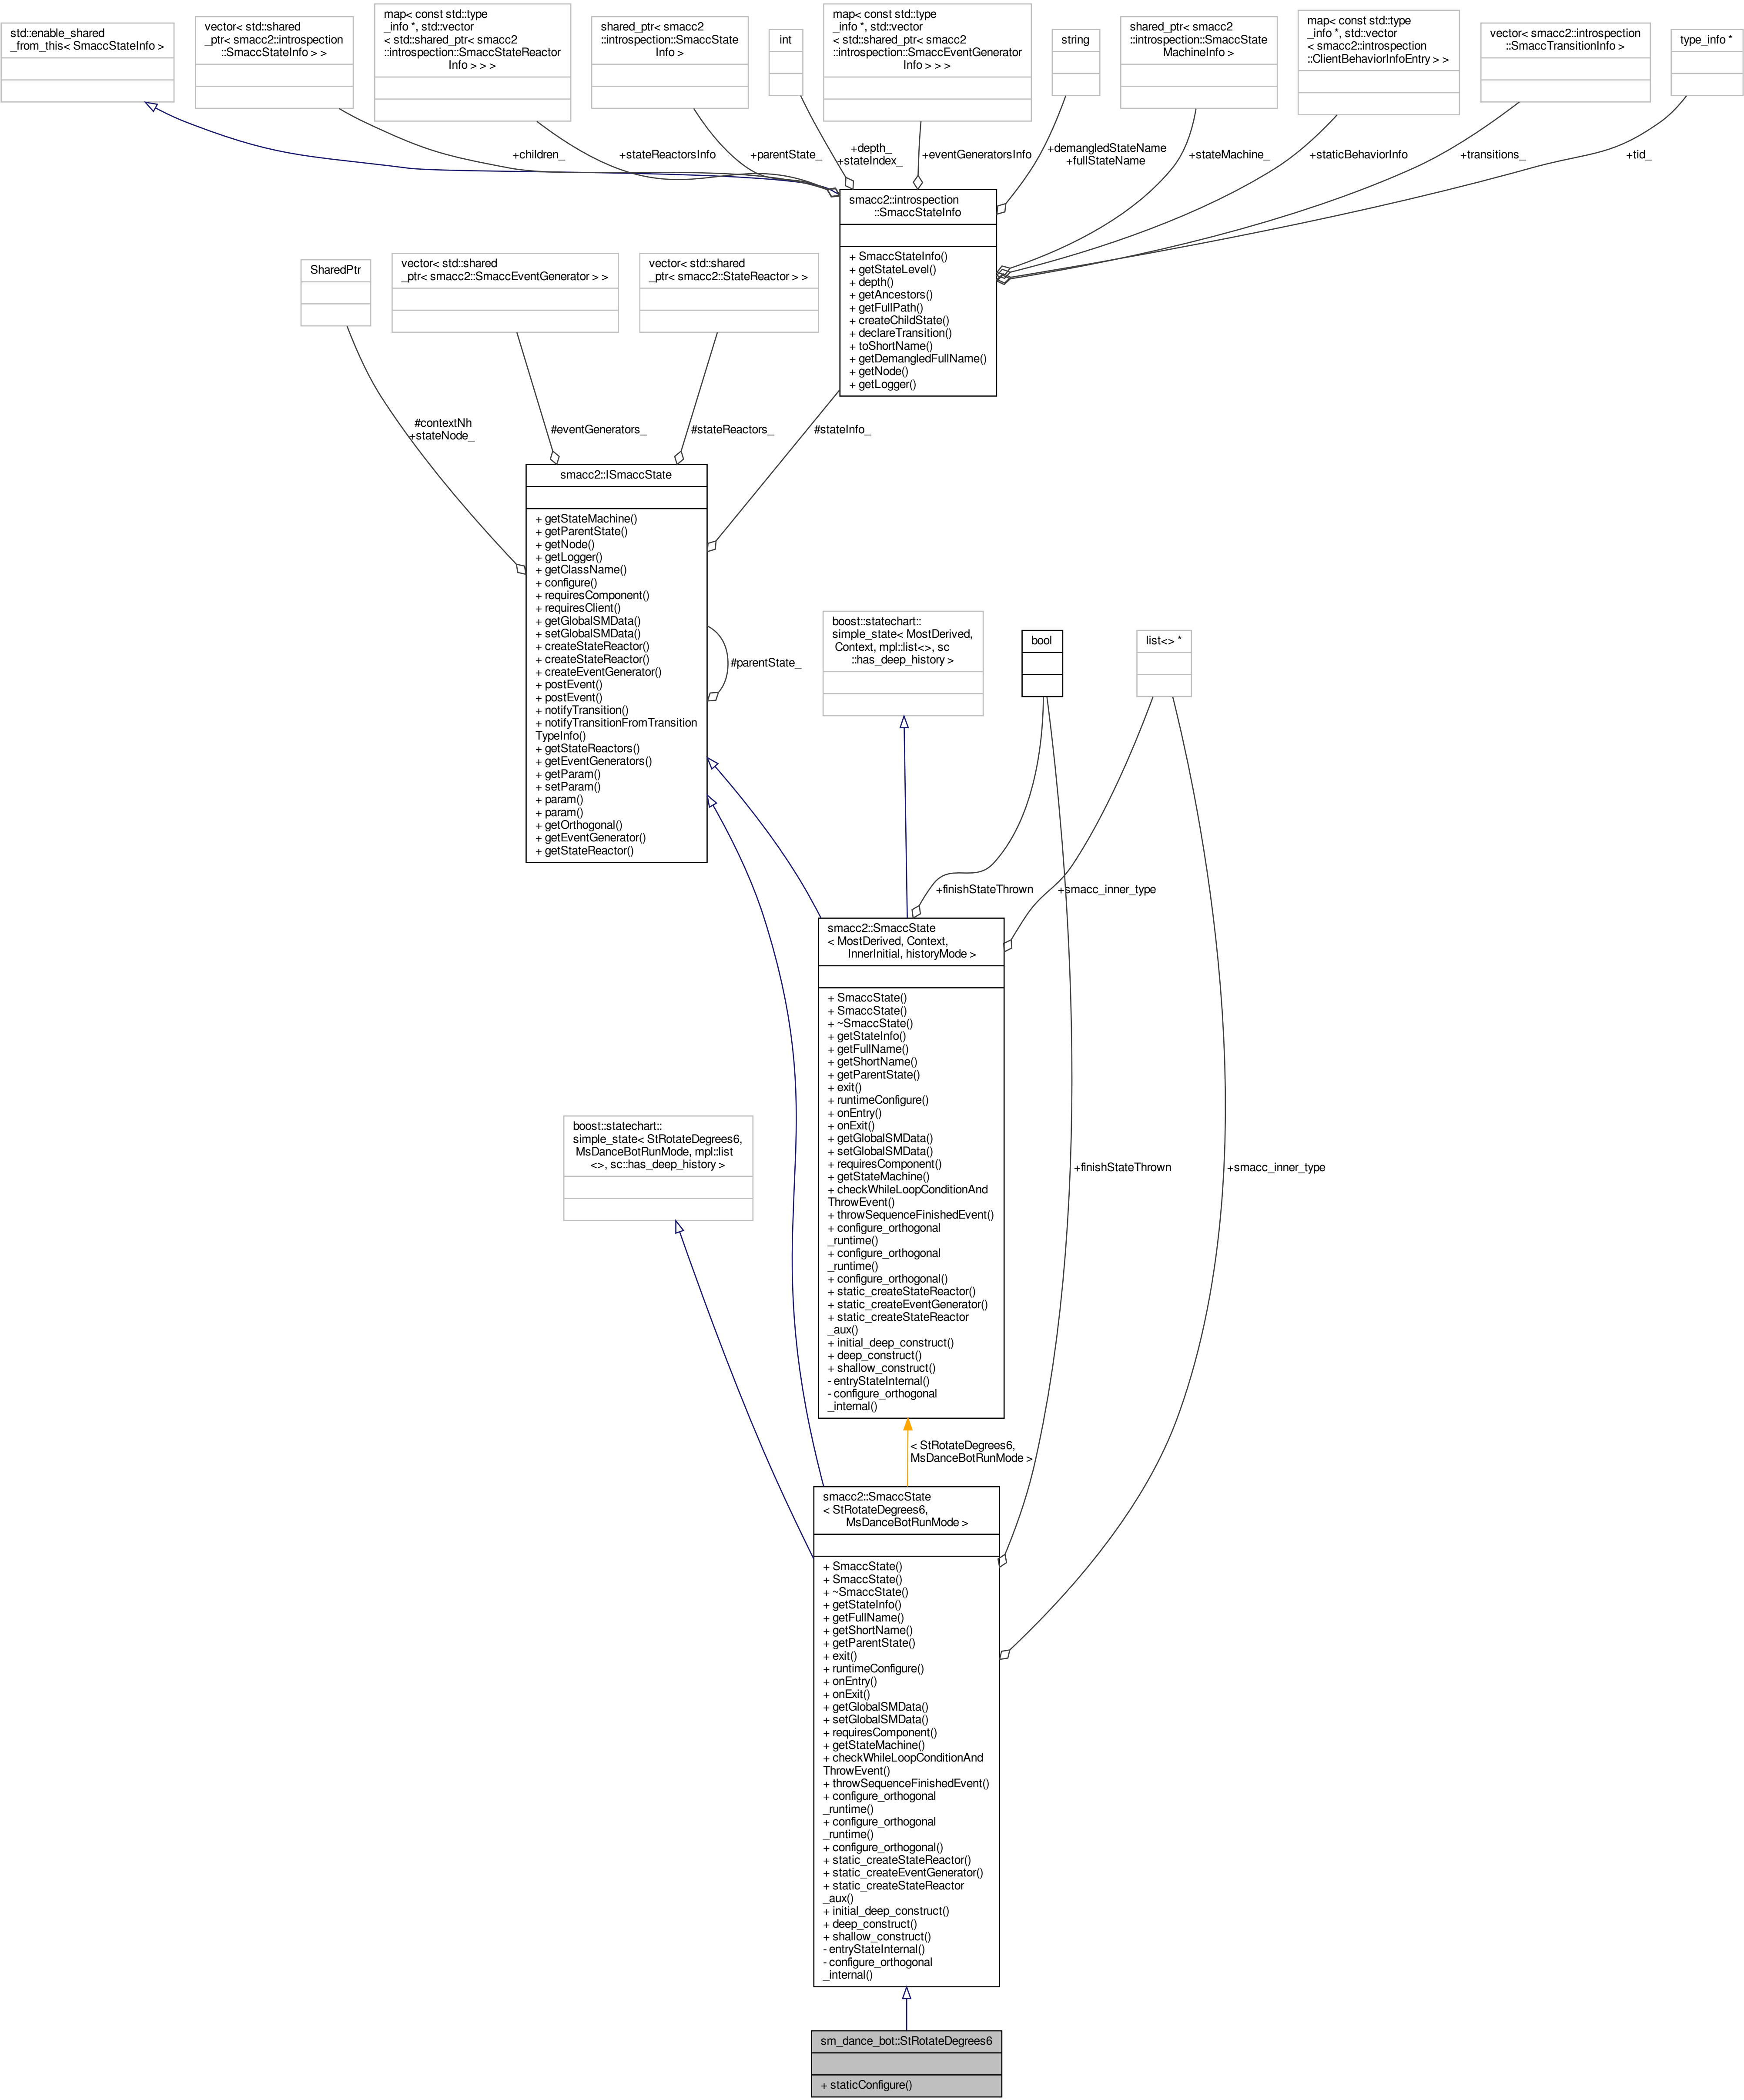 std::enable_shared
_from_this< SmaccStateInfo >
vector< std::shared
_ptr< smacc2::introspection
::SmaccStateInfo > >
map< const std::type
_info *, std::vector
< std::shared_ptr< smacc2
::introspection::SmaccStateReactor
Info > > >
shared_ptr< smacc2
::introspection::SmaccState
Info >
int
map< const std::type
_info *, std::vector
< std::shared_ptr< smacc2
::introspection::SmaccEventGenerator
Info > > >
string
shared_ptr< smacc2
::introspection::SmaccState
MachineInfo >
map< const std::type
_info *, std::vector
< smacc2::introspection
::ClientBehaviorInfoEntry > >
vector< smacc2::introspection
::SmaccTransitionInfo >
type_info *
+children_
+stateReactorsInfo
+parentState_
+depth_
+stateIndex_
+eventGeneratorsInfo
+demangledStateName
+fullStateName
+stateMachine_
+staticBehaviorInfo
+transitions_
+tid_
smacc2::introspection
::SmaccStateInfo
+ SmaccStateInfo()
+ getStateLevel()
+ depth()
+ getAncestors()
+ getFullPath()
+ createChildState()
+ declareTransition()
+ toShortName()
+ getDemangledFullName()
+ getNode()
+ getLogger()
SharedPtr
vector< std::shared
_ptr< smacc2::SmaccEventGenerator > >
vector< std::shared
_ptr< smacc2::StateReactor > >
#contextNh
+stateNode_
#eventGenerators_
#stateReactors_
#stateInfo_
smacc2::ISmaccState
+ getStateMachine()
+ getParentState()
+ getNode()
+ getLogger()
+ getClassName()
+ configure()
+ requiresComponent()
+ requiresClient()
+ getGlobalSMData()
+ setGlobalSMData()
+ createStateReactor()
+ createStateReactor()
+ createEventGenerator()
+ postEvent()
+ postEvent()
+ notifyTransition()
+ notifyTransitionFromTransition
TypeInfo()
+ getStateReactors()
+ getEventGenerators()
+ getParam()
+ setParam()
+ param()
+ param()
+ getOrthogonal()
+ getEventGenerator()
+ getStateReactor()
#parentState_
boost::statechart::
simple_state< MostDerived,
Context, mpl::list<>, sc
::has_deep_history >
bool
list<> *
+finishStateThrown
+smacc_inner_type
smacc2::SmaccState
< MostDerived, Context,
InnerInitial, historyMode >
+ SmaccState()
+ SmaccState()
+ ~SmaccState()
+ getStateInfo()
+ getFullName()
+ getShortName()
+ getParentState()
+ exit()
+ runtimeConfigure()
+ onEntry()
+ onExit()
+ getGlobalSMData()
+ setGlobalSMData()
+ requiresComponent()
+ getStateMachine()
+ checkWhileLoopConditionAnd
ThrowEvent()
+ throwSequenceFinishedEvent()
+ configure_orthogonal
_runtime()
+ configure_orthogonal
_runtime()
+ configure_orthogonal()
+ static_createStateReactor()
+ static_createEventGenerator()
+ static_createStateReactor
_aux()
+ initial_deep_construct()
+ deep_construct()
+ shallow_construct()
- entryStateInternal()
- configure_orthogonal
_internal()
boost::statechart::
simple_state< StRotateDegrees6,
MsDanceBotRunMode, mpl::list
<>, sc::has_deep_history >
+finishStateThrown
+smacc_inner_type
< StRotateDegrees6,
MsDanceBotRunMode >
smacc2::SmaccState
< StRotateDegrees6,
MsDanceBotRunMode >
+ SmaccState()
+ SmaccState()
+ ~SmaccState()
+ getStateInfo()
+ getFullName()
+ getShortName()
+ getParentState()
+ exit()
+ runtimeConfigure()
+ onEntry()
+ onExit()
+ getGlobalSMData()
+ setGlobalSMData()
+ requiresComponent()
+ getStateMachine()
+ checkWhileLoopConditionAnd
ThrowEvent()
+ throwSequenceFinishedEvent()
+ configure_orthogonal
_runtime()
+ configure_orthogonal
_runtime()
+ configure_orthogonal()
+ static_createStateReactor()
+ static_createEventGenerator()
+ static_createStateReactor
_aux()
+ initial_deep_construct()
+ deep_construct()
+ shallow_construct()
- entryStateInternal()
- configure_orthogonal
_internal()
sm_dance_bot::StRotateDegrees6
+ staticConfigure()